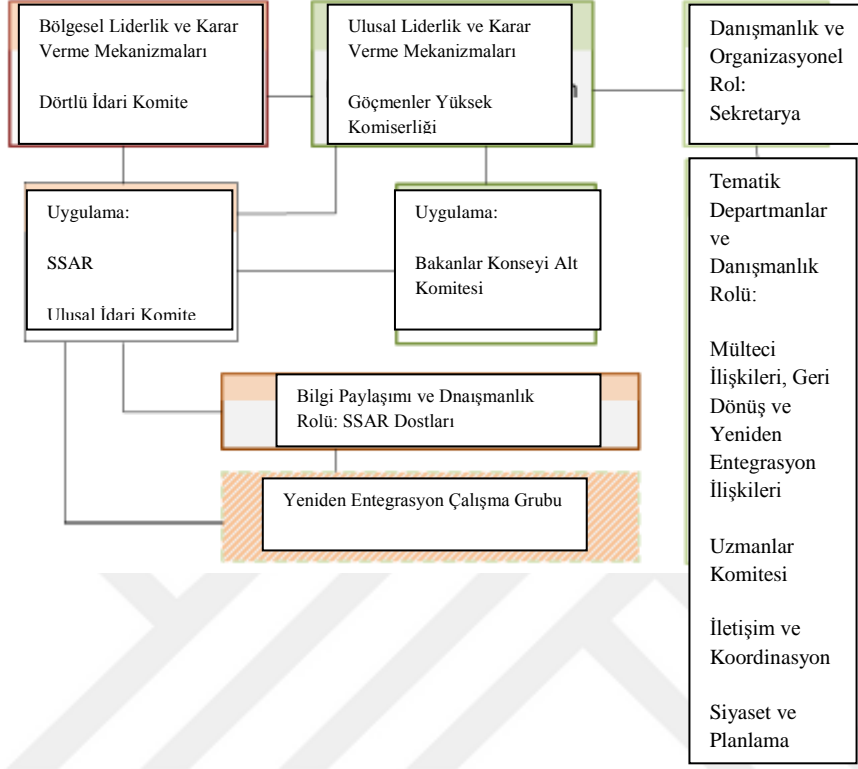 Bölgesel Liderlik ve Karar
Verme Mekanizmaları
Dörtlü İdari Komite
Ulusal Liderlik ve Karar
Verme Mekanizmaları
Göçmenler Yüksek
Komiserliği
Danışmanlık ve
Organizasyonel
Rol:
Sekretarya
Uygulama:
SSAR
Ulusal İdari Komite
Uygulama:
Bakanlar Konseyi Alt
Komitesi
Tematik
Departmanlar
ve
Danışmanlık
Rolü:
Mülteci
İlişkileri, Geri
Dönüş ve
Yeniden
Entegrasyon
İlişkileri
Uzmanlar
Komitesi
İletişim ve
Koordinasyon
Siyaset ve
Planlama
Bilgi Paylaşımı ve Dnaışmanlık
Rolü: SSAR Dostları
Yeniden Entegrasyon Çalışma Grubu